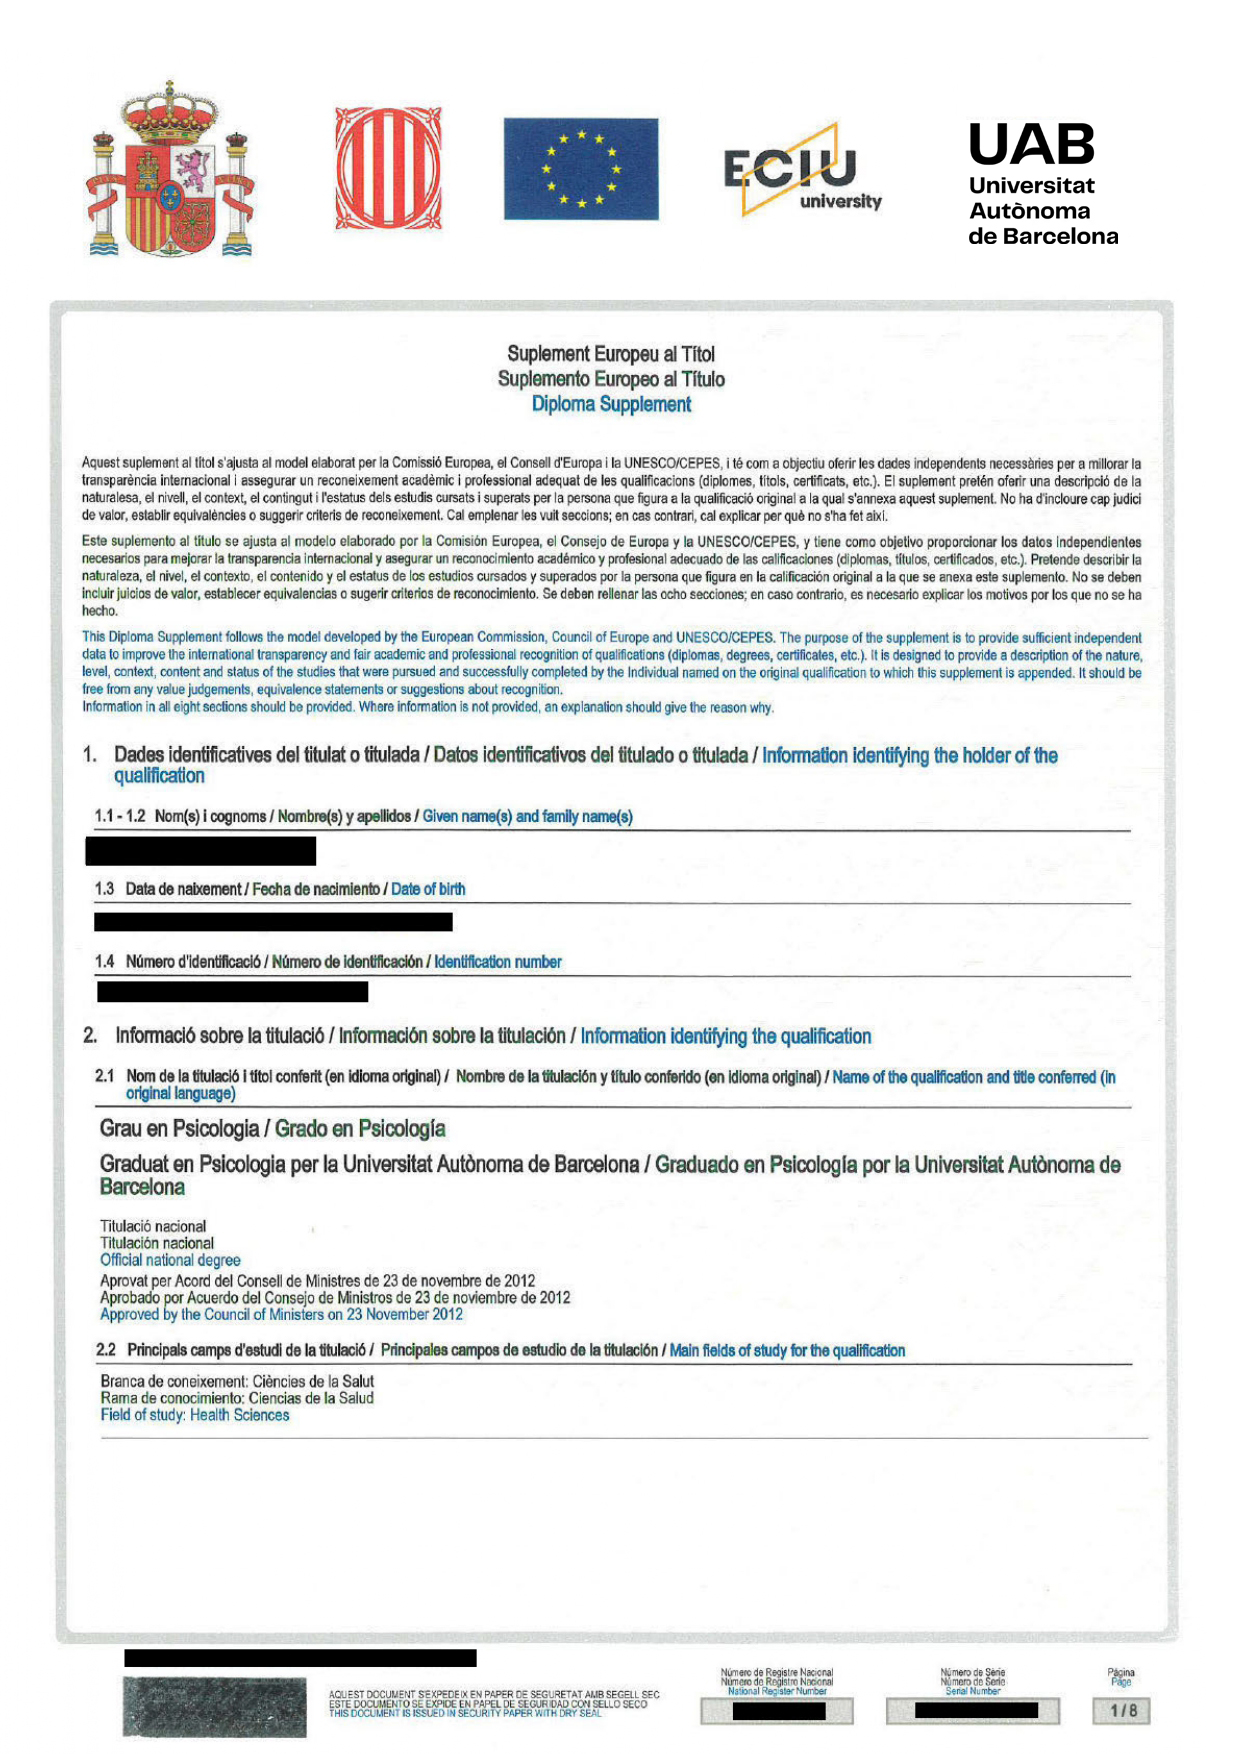 ECIU
university
UAB
Universitat
Autònoma
de Barcelona
Suplement Europeu al Títol
Suplemento Europeo al Título
Diploma Supplement
Aquest suplement al títol s'ajusta al model elaborat per la Comissió Europea, el Consell d'Europa i la UNESCO/CEPES, i té com a objectiu oferir les dades independents necessàries per a millorar la
transparència internacional i assegurar un reconeixement acadèmic i professional adequat de les qualificacions (diplomes, títols, certificats, etc.). El suplement pretén oferir una descripció de la
naturalesa, el nivell, el context, el contingut i l'estatus dels estudis cursats i superats per la persona que figura a la qualificació original a la qual s'annexa aquest suplement. No ha d'incloure cap judici
de valor, establir equivalències o suggerir criteris de reconeixement. Cal emplenar les vuit seccions; en cas contrari, cal explicar per què no s'ha fet així.
Este suplemento al título se ajusta al modelo elaborado por la Comisión Europea, el Consejo de Europa y la UNESCO/CEPES, y tiene como objetivo proporcionar los datos independientes
necesarios para mejorar la transparencia internacional y asegurar un reconocimiento académico y profesional adecuado de las calificaciones (diplomas, títulos, certificados, etc.). Pretende describir la
naturaleza, el nivel, el contexto, el contenido y el estatus de los estudios cursados y superados por la persona que figura en la calificación original a la que se anexa este suplemento. No se deben
incluir juicios de valor, establecer equivalencias o sugerir criterios de reconocimiento. Se deben rellenar las ocho secciones; en caso contrario, es necesario explicar los motivos por los que no se ha
hecho.
This Diploma Supplement follows the model developed by the European Commission, Council of Europe and UNESCO/CEPES. The purpose of the supplement is to provide sufficient independent
data to improve the international transparency and fair academic and professional recognition of qualifications (diplomas, degrees, certificates, etc.). It is designed to provide a description of the nature,
level, context, content and status of the studies that were pursued and successfully completed by the Individual named on the original qualification to which this supplement is appended. It should be
free from any value judgements, equivalence statements or suggestions about recognition.
Information in all eight sections should be provided. Where information is not provided, an explanation should give the reason why.
1. Dades identificatives del titulat o titulada / Datos identificativos del titulado o titulada / Information identifying the holder of the
qualification
1.1 - 1.2 Nom(s) i cognoms / Nombre(s) y apellidos / Given name(s) and family name(s)
1.3 Data de naixement / Fecha de nacimiento / Date of birth
1.4 Número d'identificació / Número de identificación / Identification number
2. Informació sobre la titulació / Información sobre la titulación / Information identifying the qualification
2.1 Nom de la titulació i títol conferit (en idioma original) / Nombre de la titulación y título conferido (en idioma original) / Name of the qualification and title conferred (in
original language)
Grau en Psicologia / Grado en Psicología
Graduat en Psicologia per la Universitat Autònoma de Barcelona / Graduado en Psicología por la Universitat Autònoma de
Barcelona
Titulació nacional
Titulación nacional
Official national degree
Aprovat per Acord del Consell de Ministres de 23 de novembre de 2012
Aprobado por Acuerdo del Consejo de Ministros de 23 de noviembre de 2012
Approved by the Council of Ministers on 23 November 2012
2.2 Principals camps d'estudi de la titulació / Principales campos de estudio de la titulación / Main fields of study for the qualification
Branca de coneixement: Ciències de la Salut
Rama de conocimiento: Ciencias de la Salud
Field of study: Health Sciences
AQUEST DOCUMENT S'EXPEDEIX EN PAPER DE SEGURETAT AMB SEGELL SEC
ESTE DOCUMENTO SE EXPIDE EN PAPEL DE SEGURIDAD CON SELLO SECO
THIS DOCUMENT IS ISSUED IN SECURITY PAPER WITH DRY SEAL
Número de Registre Nacional
Número de Registro Nacional
National Register Number
Número de Sèrie
Número de Serie
Serial Number
Pàgina
Página
Page
1 / 8